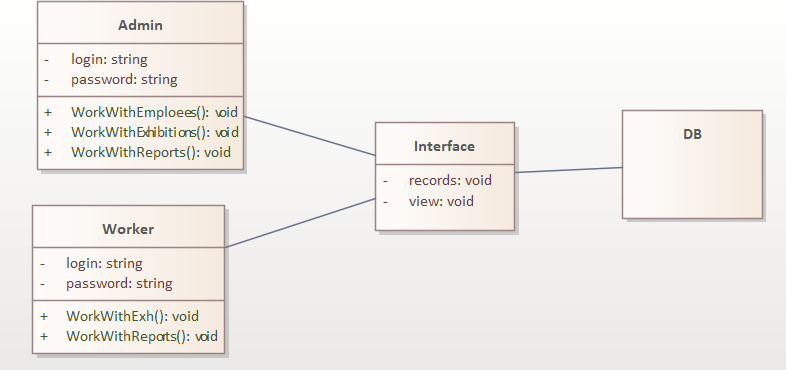 Admin
- login: string
- password: string
+ WorkWithEmploees(): void
+ WorkWithExhibitions(): void
+ WorkWithReports(): void
Worker
- login: string
- password: string
+ WorkWithExh(): void
+ WorkWithReports(): void
Interface
- records: void
- view: void
DB